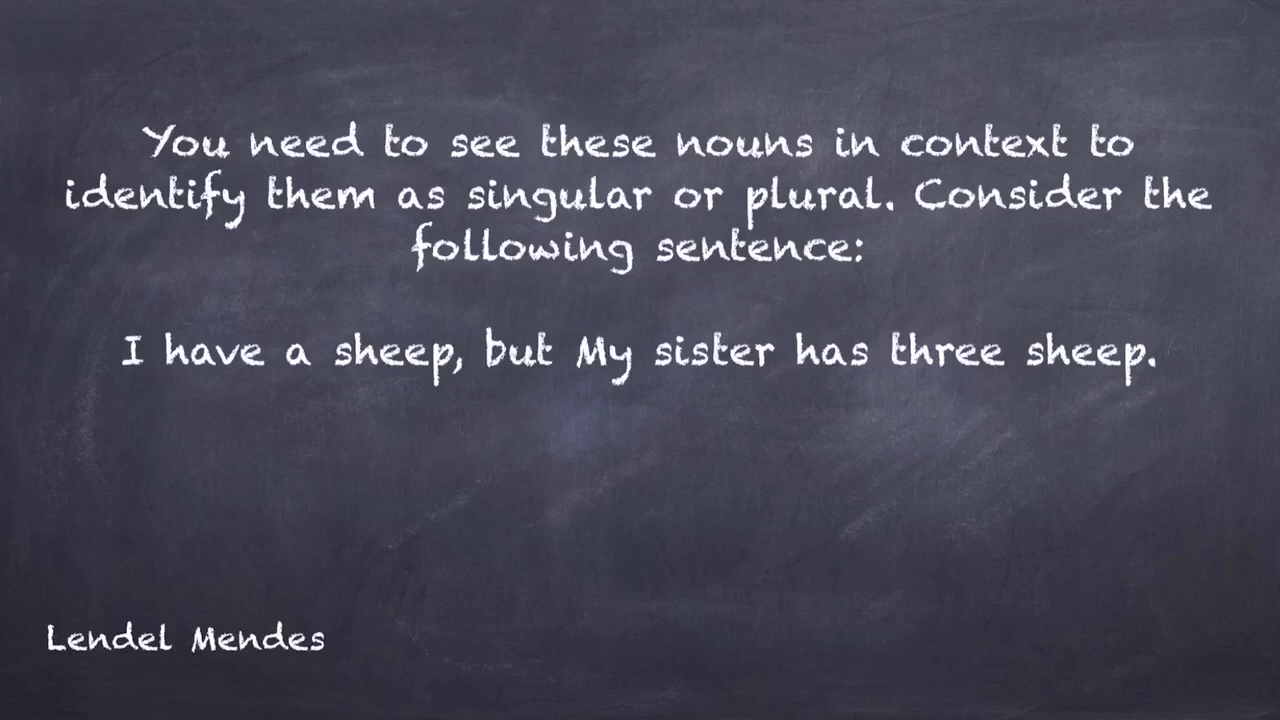 You need to see these nouns in context to
identify them as singular or plural. Consider the
following sentence:
I have a sheep, but My sister has three sheep.
Lendel Mendes